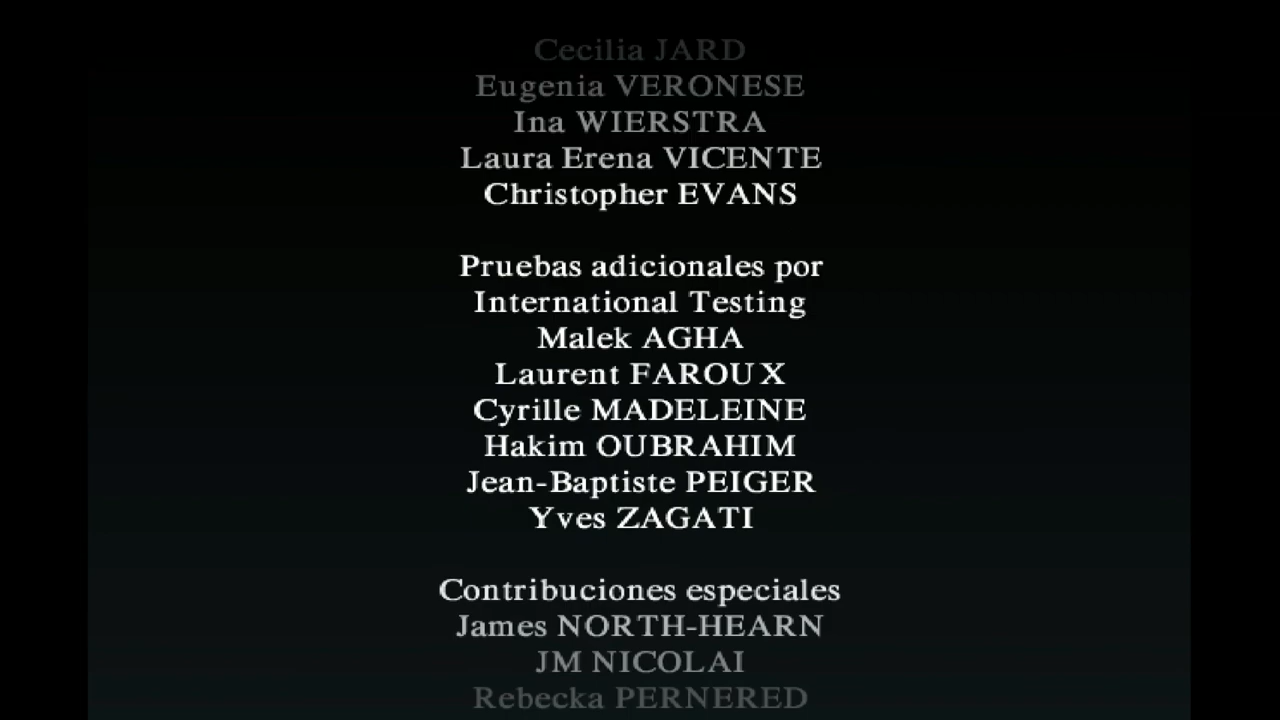 Cecilia JARD
Eugenia VERONESE
Ina WIERSTRA
Laura Erena VICENTE
Christopher EVANS
Pruebas adicionales por
International Testing
Malek AGHA
Laurent FAROUX
Cyrille MADELEINE
Hakim OUBRAHIM
Jean-Baptiste PEIGER
Yves ZAGATI
Contribuciones especiales
James NORTH-HEARN
JM NICOLAI
Rebecka PERNERED